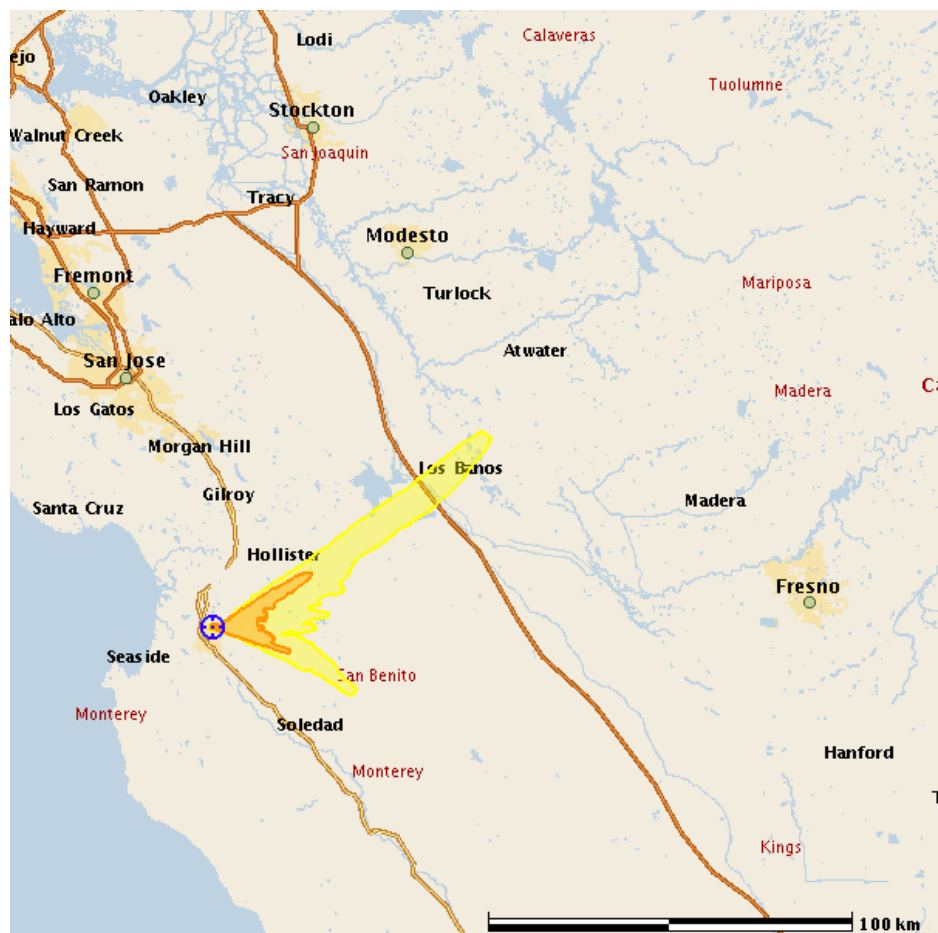 Lodi
Calaveras
ejo
Tuolumne
Oakley
Stockton
Walnut Creek
San Joaquin
San Ramon
Tracy
Hayward
Modesto
Fremont
Mariposa
Turlock
alo Alto
Atwater
San Jose
Ca
Madera
Los Gatos
Morgan Hill
Los Banos
Gilroy
Madera
Santa Cruz
Hollister
Fresno
Seaside
San Benito
Monterey
Soledad
Hanford
Monterey
T
Kings
100 km